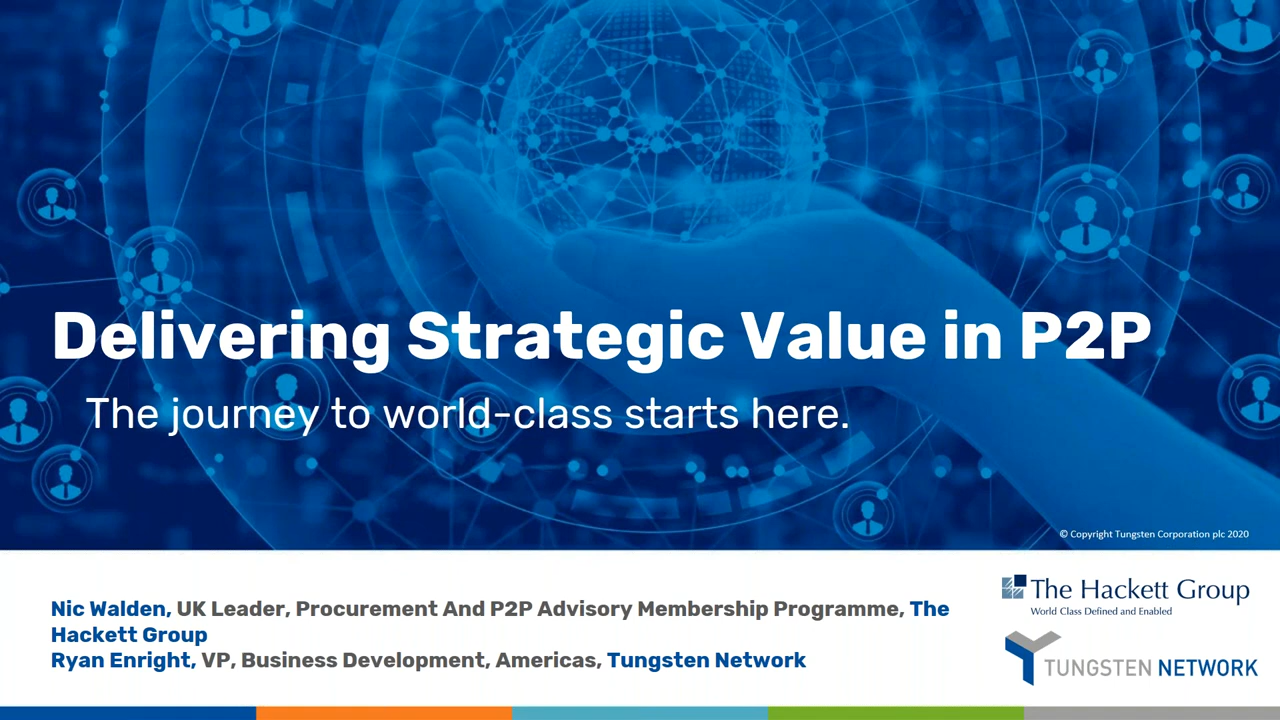 Delivering Strategic Value in P2P
The journey to world-class starts here.
© Copyright Tungsten Corporation plc 2020
Nic Walden, UK Leader, Procurement And P2P Advisory Membership Programme, The
Hackett Group
Ryan Enright, VP, Business Development, Americas, Tungsten Network
The Hackett Group
World Class Defined and Enabled
TUNGSTEN NETWORK